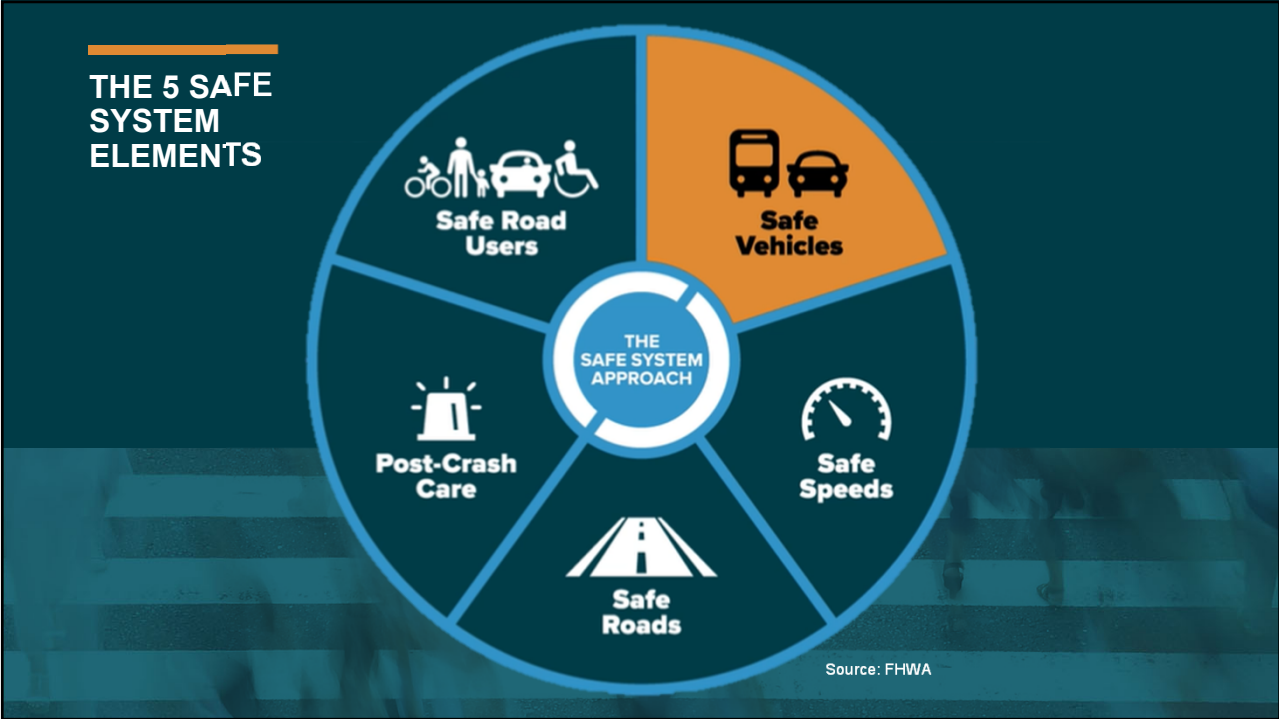 THE 5 SAFE
SYSTEM
ELEMENTS
Safe Road
Users
Safe
Vehicles
THE
SAFE SYSTEM
APPROACH
Post-Crash
Care
Safe
Speeds
Safe
Roads
Source: FHWA